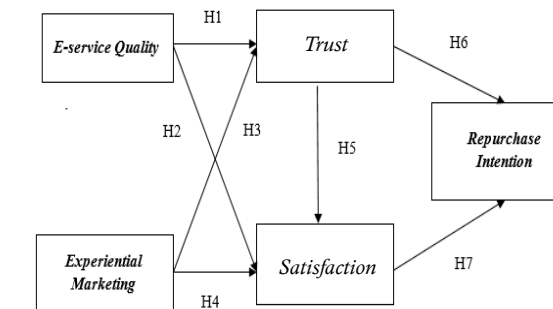 H1
E-service Quality
Trust
H6
H2
H3
H5
Repurchase
Intention
Experiential
Marketing
Satisfaction
H7
H4